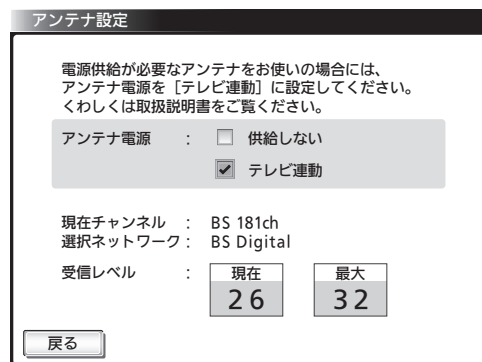 アンテナ設定
電源供給が必要なアンテナをお使いの場合には、
アンテナ電源を［テレビ連動］に設定してください。
くわしくは取扱説明書をご覧ください。
アンテナ電源 ： 供給しない
テレビ連動
現在チャンネル ： BS 181ch
選択ネットワーク： BS Digital
受信レベル ： 現在 最大
26 32
戻る